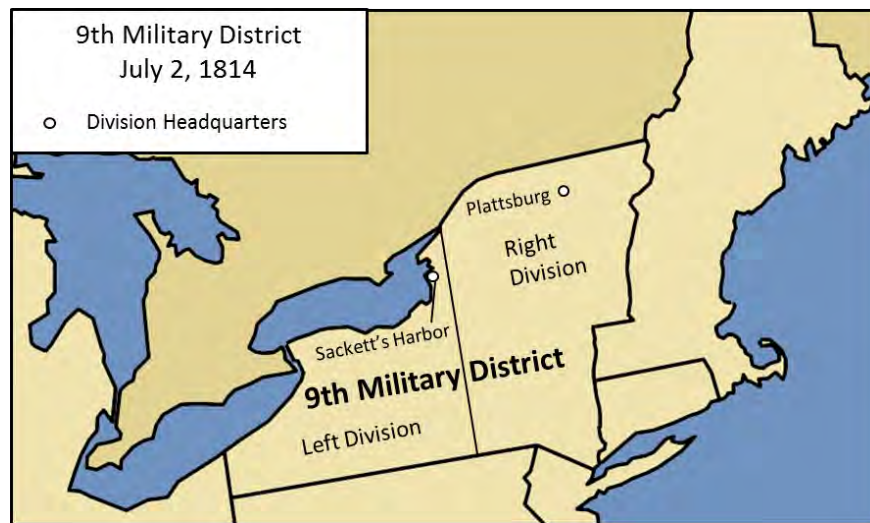 9th Military District
July 2, 1814
Division Headquarters
Plattsburg
Right
Division
Sackett's Harbor
9th Military District
Left Division